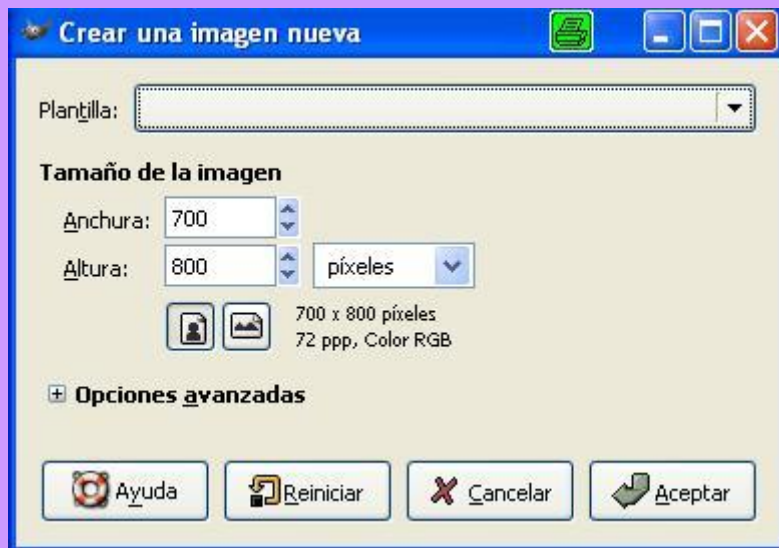 Crear una imagen nueva
Plantilla:
Tamaño de la imagen
Anchura: 700
Altura: 800 píxeles
700 x 800 píxeles
72 ppp, Color RGB
Opciones avanzadas
Ayuda Reiniciar Cancelar Aceptar